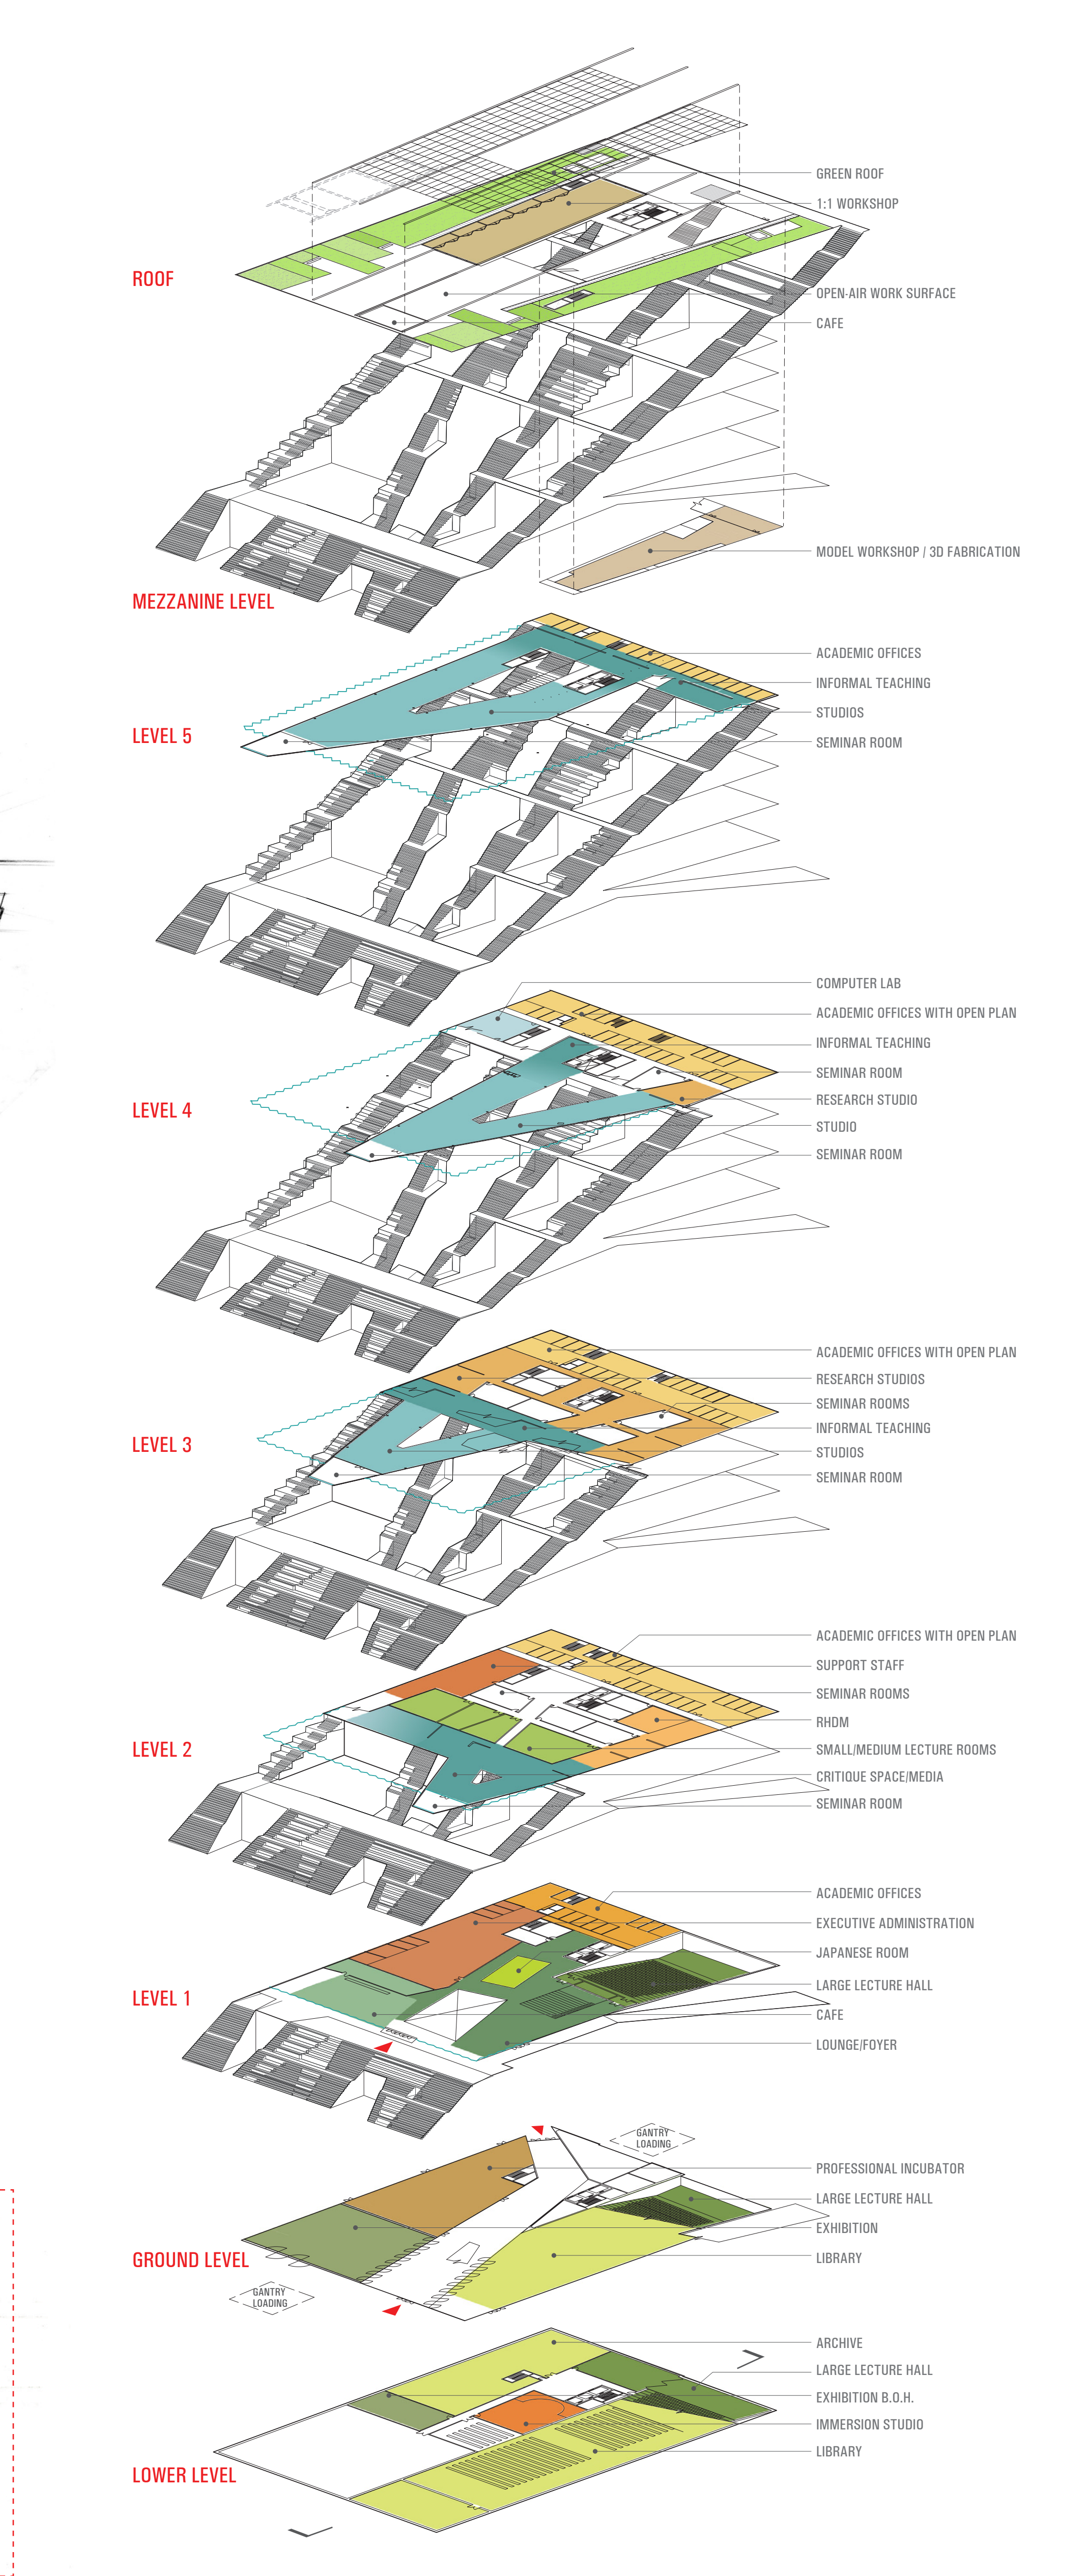 GREEN ROOF
1:1 WORKSHOP
ROOF
OPEN-AIR WORK SURFACE
CAFE
MODEL WORKSHOP / 3D FABRICATION
MEZZANINE LEVEL
ACADEMIC OFFICES
INFORMAL TEACHING
STUDIOS
LEVEL 5
SEMINAR ROOM
COMPUTER LAB
ACADEMIC OFFICES WITH OPEN PLAN
INFORMAL TEACHING
SEMINAR ROOM
RESEARCH STUDIO
LEVEL 4
STUDIO
SEMINAR ROOM
ACADEMIC OFFICES WITH OPEN PLAN
RESEARCH STUDIOS
SEMINAR ROOMS
INFORMAL TEACHING
LEVEL 3
STUDIOS
SEMINAR ROOM
ACADEMIC OFFICES WITH OPEN PLAN
SUPPORT STAFF
SEMINAR ROOMS
RHDM
LEVEL 2
SMALL/MEDIUM LECTURE ROOMS
CRITIQUE SPACE/MEDIA
SEMINAR ROOM
ACADEMIC OFFICES
EXECUTIVE ADMINISTRATION
JAPANESE ROOM
LARGE LECTURE HALL
LEVEL 1
CAFE
LOUNGE/FOYER
GANTRY
LOADING
PROFESSIONAL INCUBATOR
LARGE LECTURE HALL
EXHIBITION
GROUND LEVEL
LIBRARY
GANTRY
LOADING
ARCHIVE
LARGE LECTURE HALL
EXHIBITION B.O.H.
IMMERSION STUDIO
LIBRARY
LOWER LEVEL